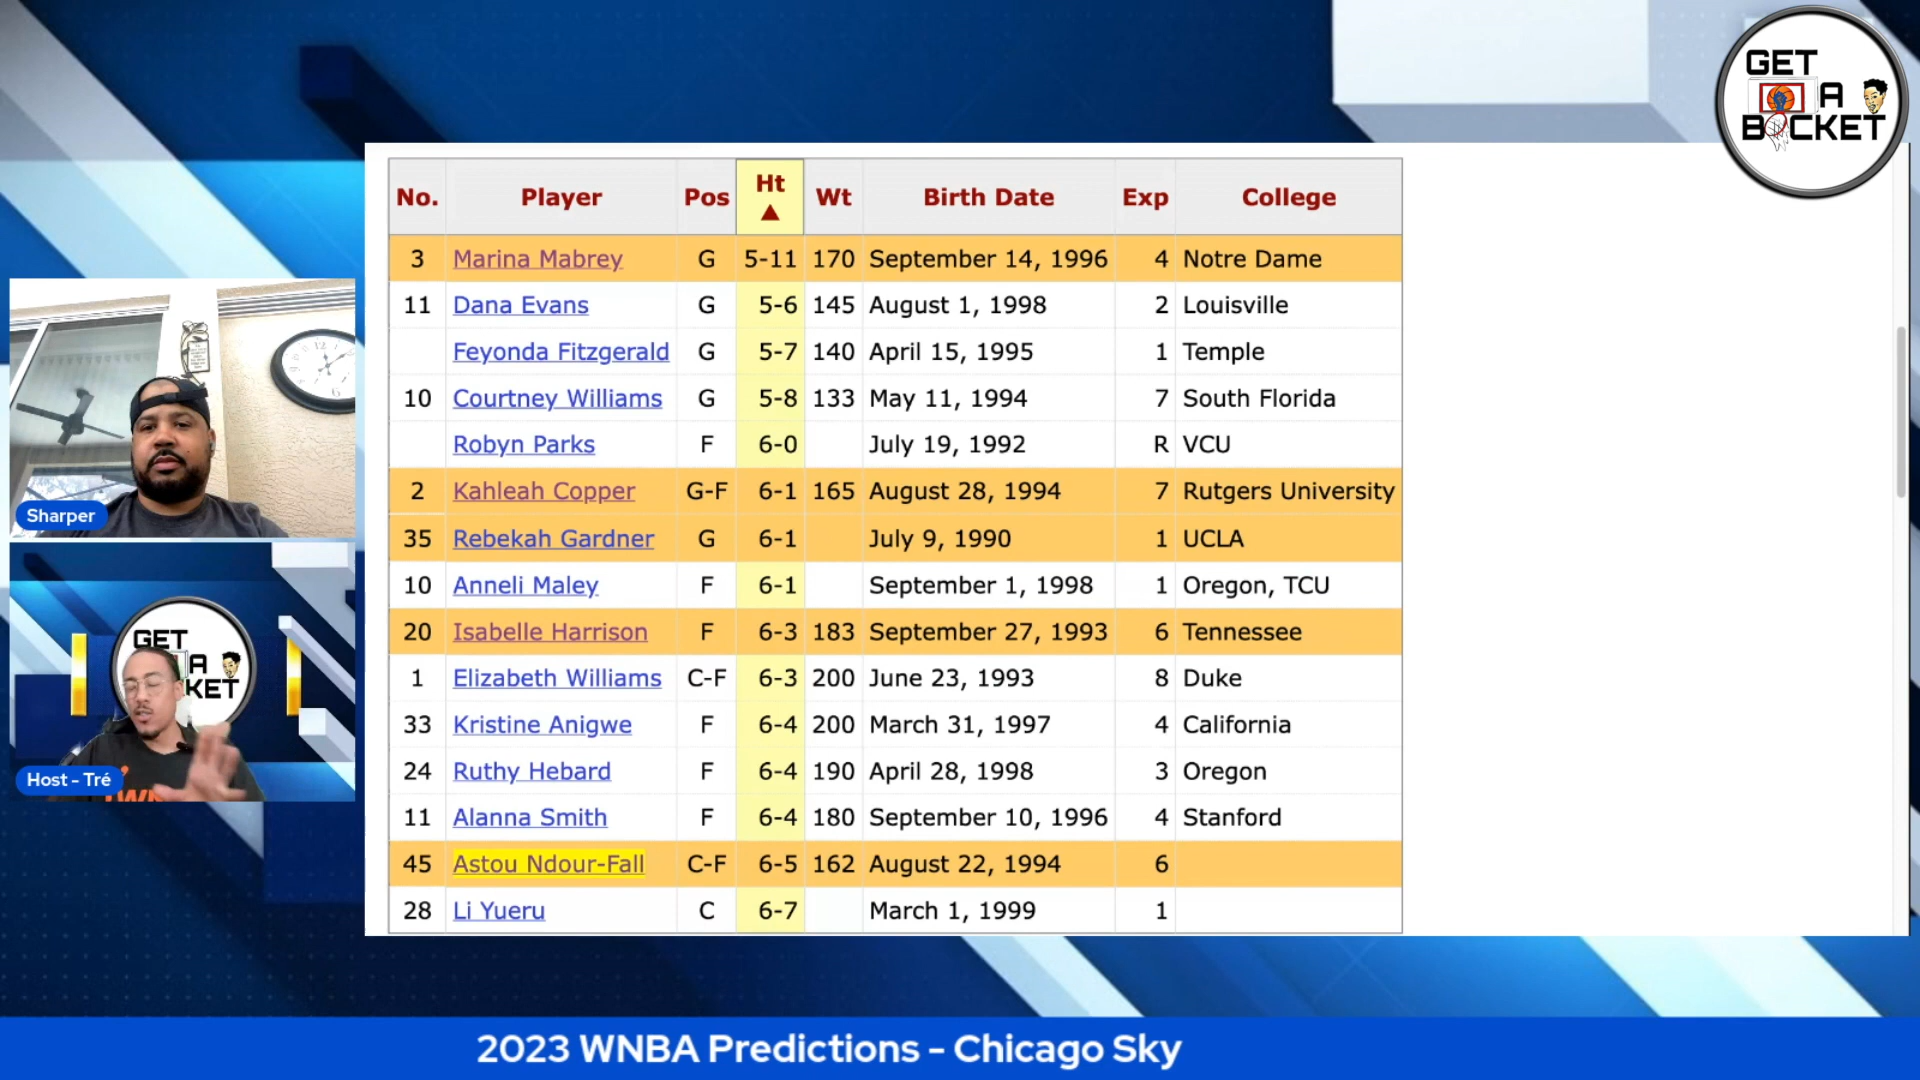 GET
A
BUCKET
No. Player Pos Ht ▲ Wt Birth Date Exp College
3 Marina Mabrey G 5-11 170 September 14, 1996 4 Notre Dame
11 Dana Evans G 5-6 145 August 1, 1998 2 Louisville
Feyonda Fitzgerald G 5-7 140 April 15, 1995 1 Temple
10 Courtney Williams G 5-8 133 May 11, 1994 7 South Florida
Robyn Parks F 6-0 July 19, 1992 R VCU
2 Kahleah Copper G-F 6-1 165 August 28, 1994 7 Rutgers University
35 Rebekah Gardner G 6-1 July 9, 1990 1 UCLA
10 Anneli Maley F 6-1 September 1, 1998 1 Oregon, TCU
20 Isabelle Harrison F 6-3 183 September 27, 1993 6 Tennessee
1 Elizabeth Williams C-F 6-3 200 June 23, 1993 8 Duke
33 Kristine Anigwe F 6-4 200 March 31, 1997 4 California
24 Ruthy Hebard F 6-4 190 April 28, 1998 3 Oregon
11 Alanna Smith F 6-4 180 September 10, 1996 4 Stanford
45 Astou Ndour-Fall C-F 6-5 162 August 22, 1994 6
28 Li Yueru C 6-7 March 1, 1999 1
Sharper
GET
A
KET
Host - Tré
2023 WNBA Predictions - Chicago Sky